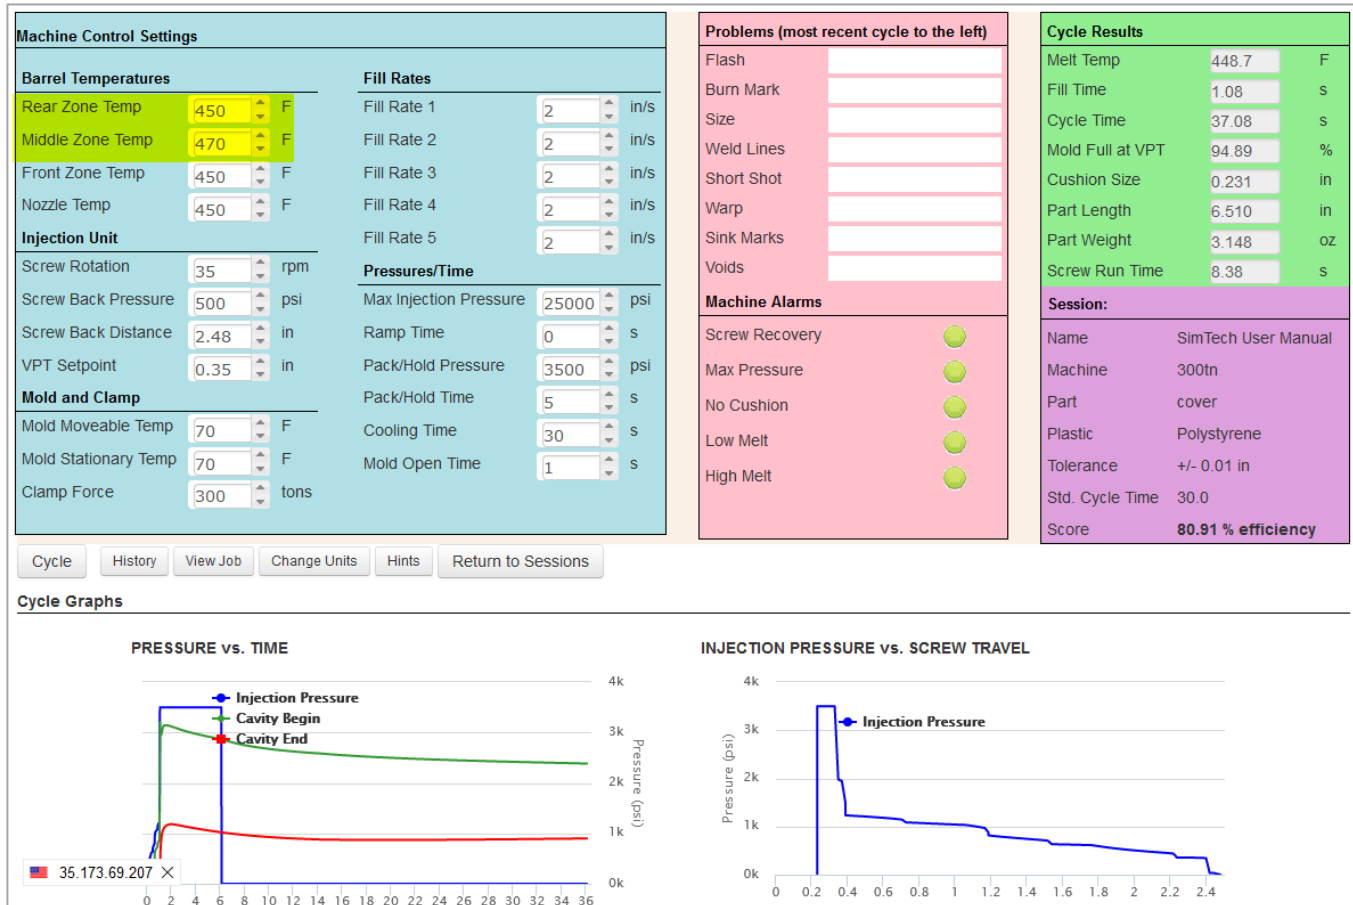 Machine Control Settings
Barrel Temperatures
Rear Zone Temp 450 F
Middle Zone Temp 470 F
Front Zone Temp 450 F
Nozzle Temp 450 F
Injection Unit
Screw Rotation 35 rpm
Screw Back Pressure 500 psi
Screw Back Distance 2.48 in
VPT Setpoint 0.35 in
Mold and Clamp
Mold Moveable Temp 70 F
Mold Stationary Temp 70 F
Clamp Force 300 tons
Fill Rates
Fill Rate 1 2 in/s
Fill Rate 2 2 in/s
Fill Rate 3 2 in/s
Fill Rate 4 2 in/s
Fill Rate 5 2 in/s
Pressures/Time
Max Injection Pressure 25000 psi
Ramp Time 0 s
Pack/Hold Pressure 3500 psi
Pack/Hold Time 5 s
Cooling Time 30 s
Mold Open Time 1 s
Problems (most recent cycle to the left)
Flash
Burn Mark
Size
Weld Lines
Short Shot
Warp
Sink Marks
Voids
Machine Alarms
Screw Recovery
Max Pressure
No Cushion
Low Melt
High Melt
Cycle Results
Melt Temp 448.7 F
Fill Time 1.08 s
Cycle Time 37.08 s
Mold Full at VPT 94.89 %
Cushion Size 0.231 in
Part Length 6.510 in
Part Weight 3.148 oz
Screw Run Time 8.38 s
Session:
Name SimTech User Manual
Machine 300tn
Part cover
Plastic Polystyrene
Tolerance +/- 0.01 in
Std. Cycle Time 30.0
Score 80.91 % efficiency
Cycle History View Job Change Units Hints Return to Sessions
Cycle Graphs
PRESSURE vs. TIME
Injection Pressure
Cavity Begin
Cavity End
4k
3k
2k
1k
0k
Pressure (psi)
0 2 4 6 8 10 12 14 16 18 20 22 24 26 28 30 32 34 36
35.173.69.207
INJECTION PRESSURE vs. SCREW TRAVEL
Injection Pressure
4k
3k
2k
1k
0k
Pressure (psi)
0 0.2 0.4 0.6 0.8 1 1.2 1.4 1.6 1.8 2 2.2 2.4